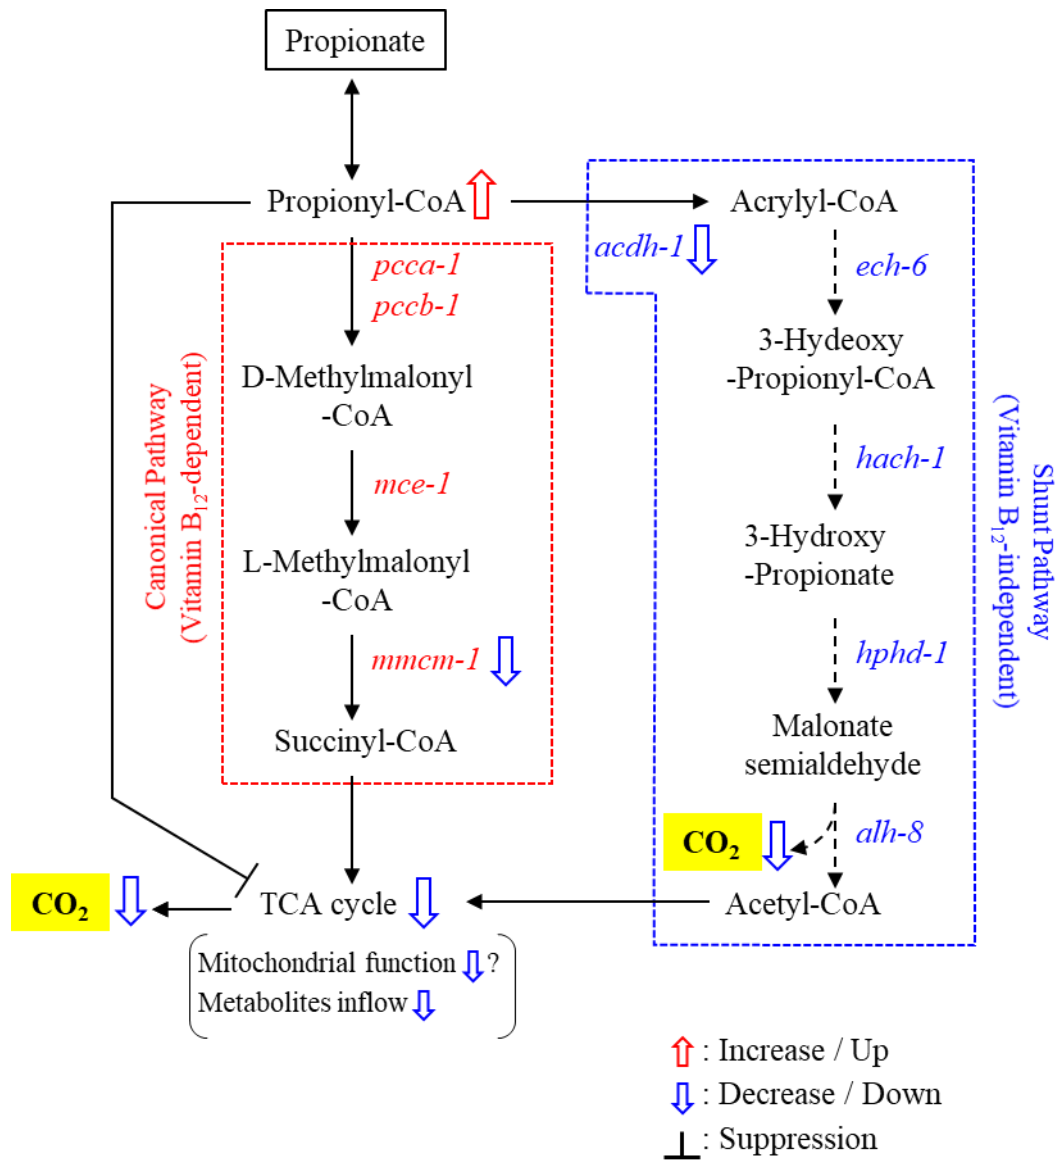 Propionate
Propionyl-CoA
Acrylyl-CoA
acdh-1
ech-6
pcca-1
pccb-1
3-Hydeoxy
-Propionyl-CoA
D-Methylmalonyl
-CoA
Canonical Pathway
(Vitamin B12-dependent)
Shunt Pathway
(Vitamin B12-independent)
hach-1
mce-1
3-Hydroxy
-Propionate
L-Methylmalonyl
-CoA
mmcm-1
hphd-1
Succinyl-CoA
Malonate
semialdehyde
CO2
alh-8
CO2
TCA cycle
Acetyl-CoA
Mitochondrial function ?
Metabolites inflow
: Increase / Up
: Decrease / Down
: Suppression